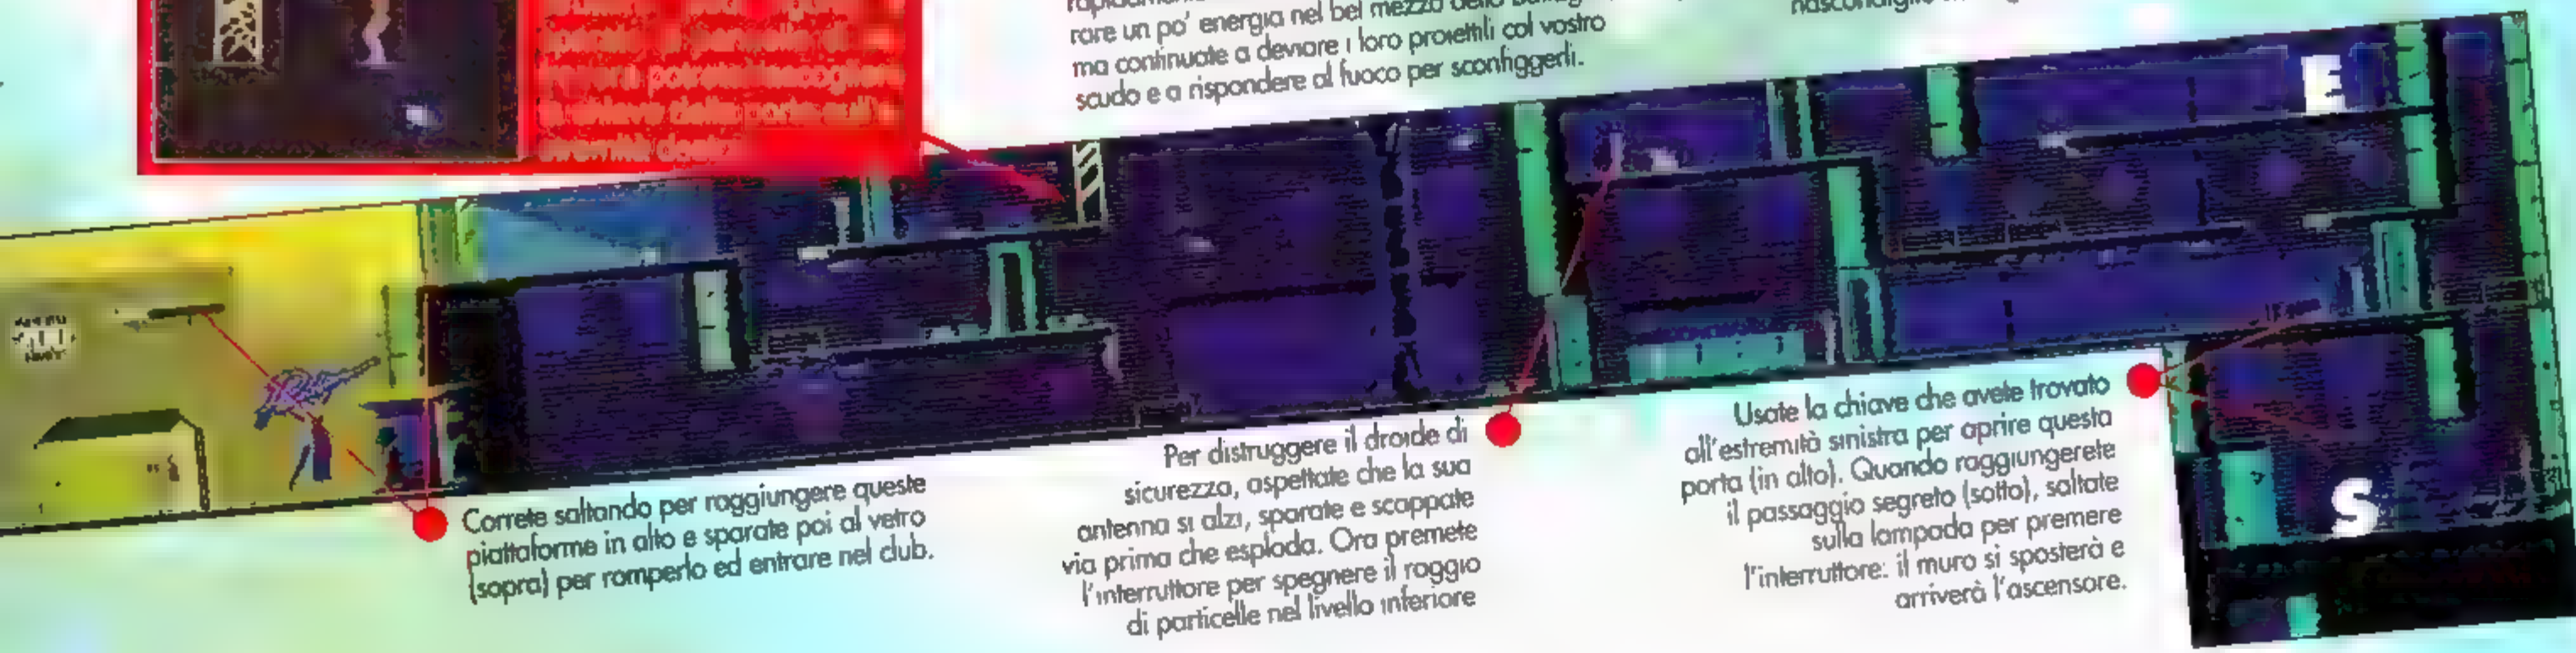 rare un po' energia nel bel mezzo
ma continuate a deviare i loro proiettili col vostro
scudo e a rispondere al fuoco per sconfiggerli.
E
S
Correte saltando per raggiungere queste
piattaforme in alto e sparate poi al vetro
(sopra) per romperlo ed entrare nel club.
Per distruggere il droide di
sicurezza, aspettate che la sua
antenna si alzi, sparate e scappate
via prima che esploda. Ora premete
l'interruttore per spegnere il raggio
di particelle nel livello inferiore
Usate la chiave che avete trovato
all'estremità sinistra per aprire questa
porta (in alto). Quando raggiungerete
il passaggio segreto (sotto), saltate
sulla lampada per premere
l'interruttore: il muro si sposterà e
arriverà l'ascensore.